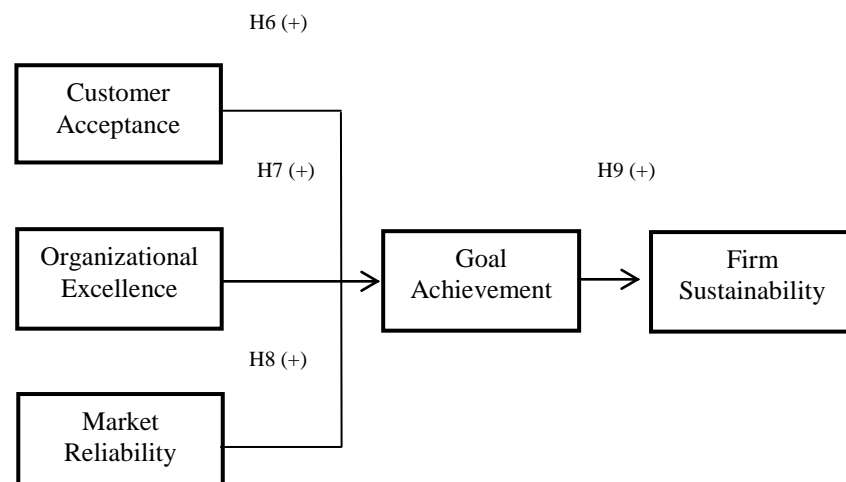 H6 (+)
Customer
Acceptance
H7 (+)
H9 (+)
Organizational
Excellence
Goal
Achievement
Firm
Sustainability
H8 (+)
Market
Reliability